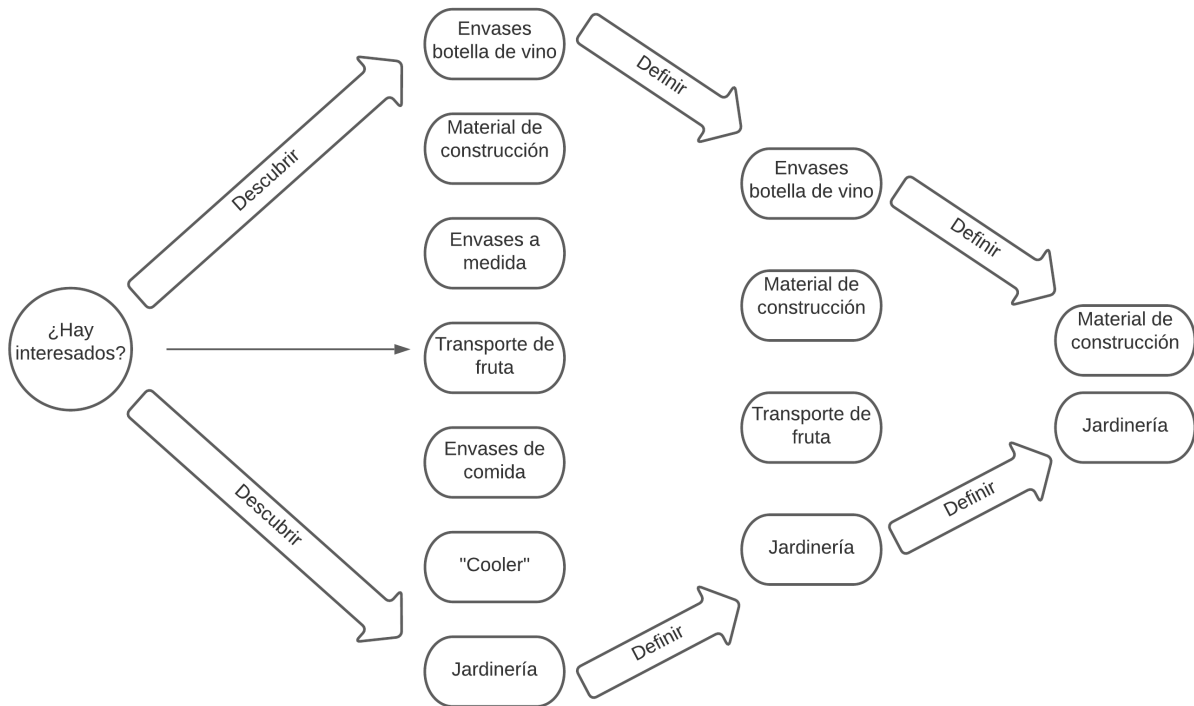 ¿Hay
interesados?
Descubrir
Descubrir
Envases
botella de vino
Material de
construcción
Envases a
medida
Transporte de
fruta
Envases de
comida
"Cooler"
Jardinería
Definir
Definir
Envases
botella de vino
Material de
construcción
Transporte de
fruta
Jardinería
Definir
Definir
Material de
construcción
Jardinería